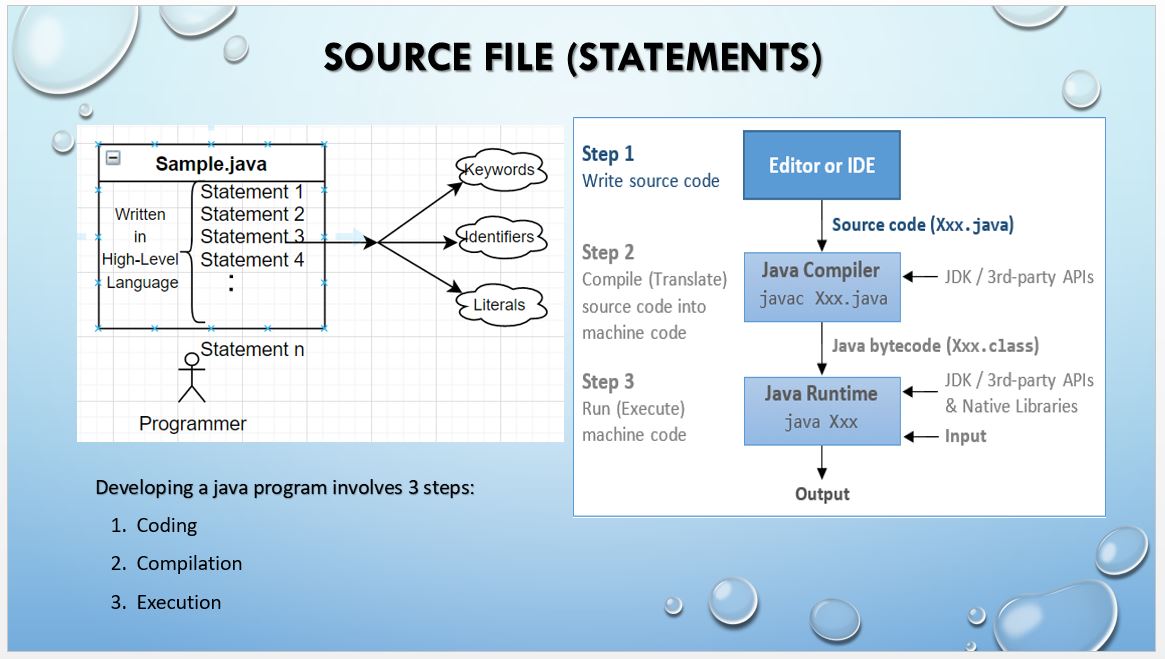 SOURCE FILE (STATEMENTS)
Sample.java
Written
in
High-Level
Language
Statement 1
Statement 2
Statement 3
Statement 4
:
Statement n
Programmer
Keywords
Identifiers
Literals
Step 1
Write source code
Editor or IDE
Source code (Xxx.java)
Step 2
Compile (Translate)
source code into
machine code
Java Compiler
javac Xxx.java
JDK / 3rd-party APIs
Java bytecode (Xxx.class)
Step 3
Run (Execute)
machine code
Java Runtime
java Xxx
JDK / 3rd-party APIs
& Native Libraries
Input
Output
Developing a java program involves 3 steps:
1. Coding
2. Compilation
3. Execution